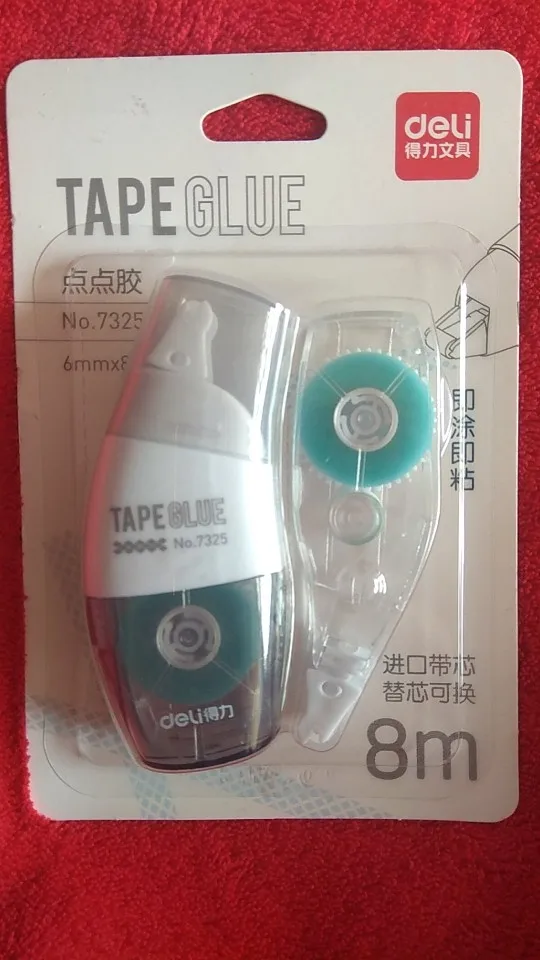 deli
得力文具
TAPE GLUE
点点胶
No.7325
6mmx8
即涂即粘
TAPE GLUE
No.7325
deli得力
进口带芯
替芯可换
8m